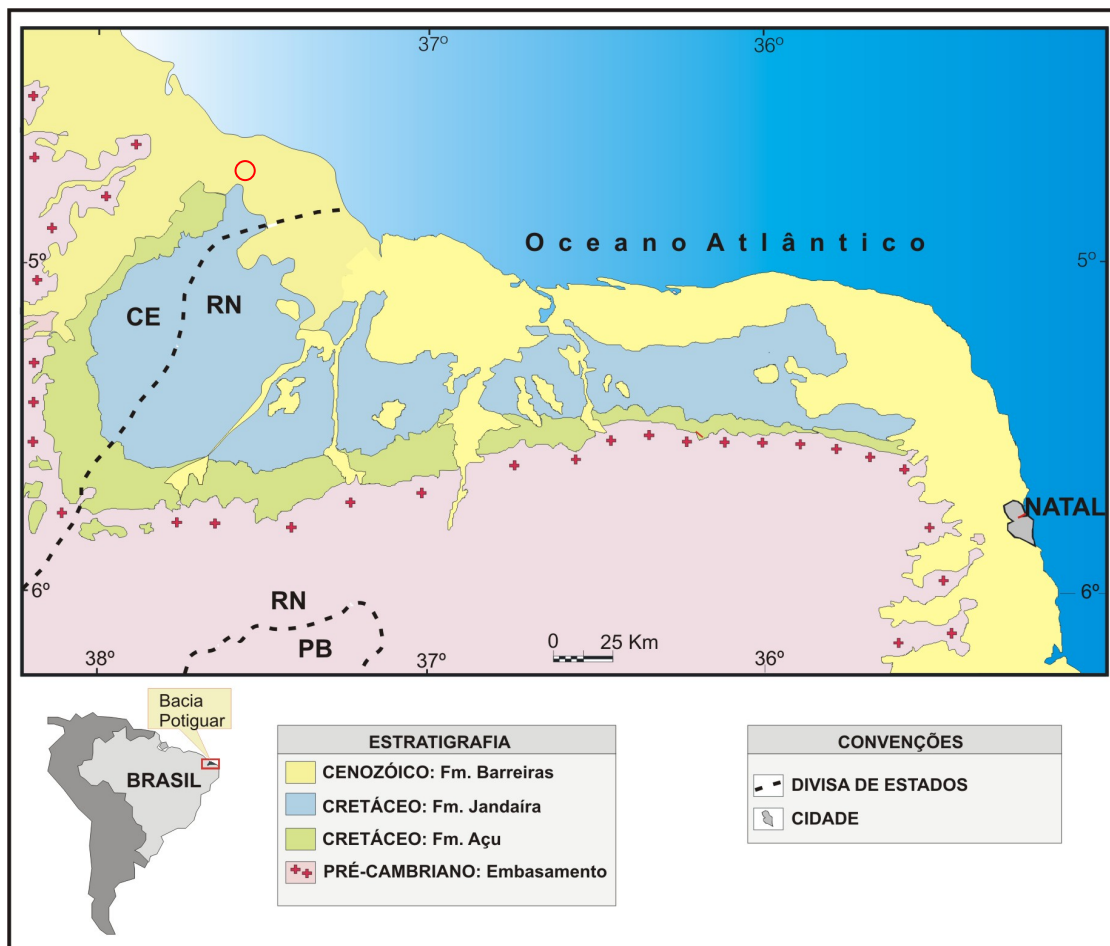 37º
36º
Oceano Atlântico
5º
5º
CE
RN
NATAL
6º
6º
RN
PB
0 25 Km
38º
37º
36º
Bacia
Potiguar
BRASIL
ESTRATIGRAFIA
CENOZÓICO: Fm. Barreiras
CRETÁCEO: Fm. Jandaíra
CRETÁCEO: Fm. Açu
PRÉ-CAMBRIANO: Embasamento
CONVENÇÕES
DIVISA DE ESTADOS
CIDADE